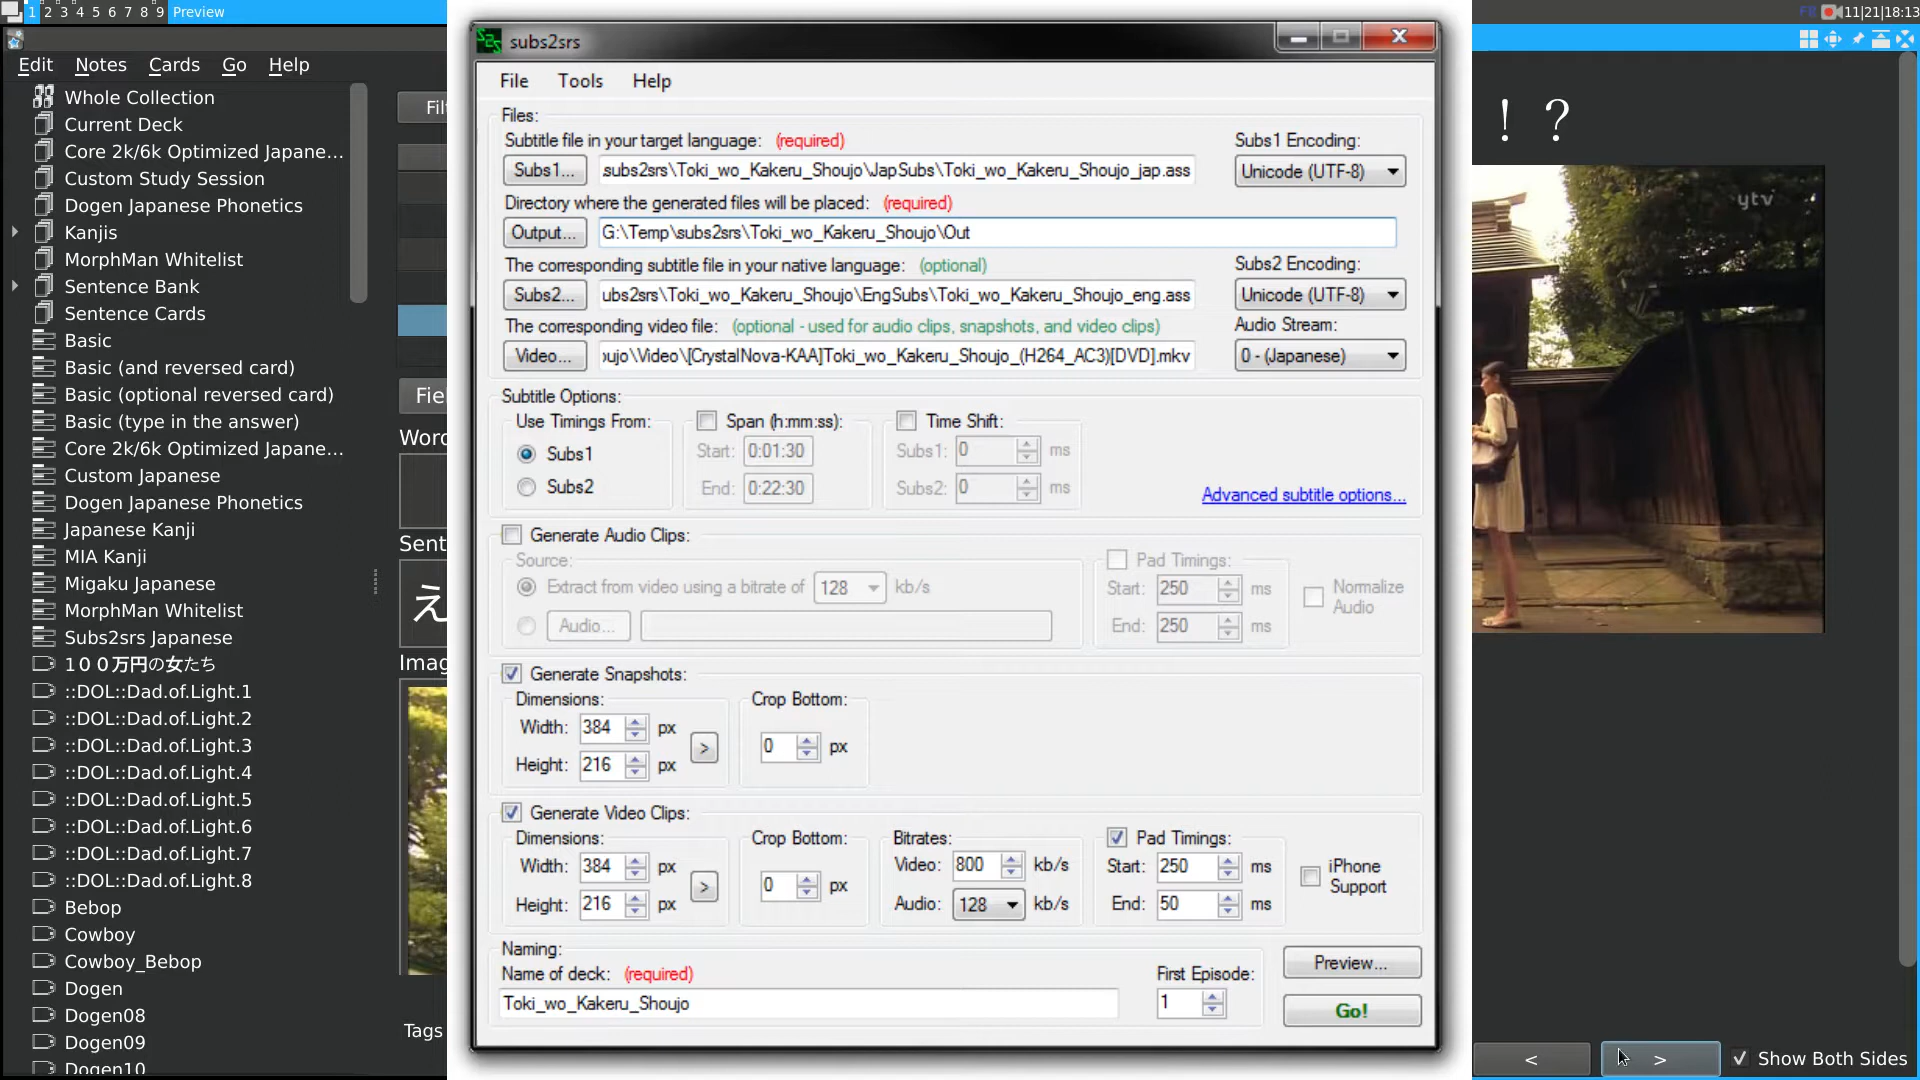 1 2 3 4 5 6 7 8 9 Preview
11|21|18:13
Edit Notes Cards Go Help
Whole Collection
Current Deck
Core 2k/6k Optimized Japane...
Custom Study Session
Dogen Japanese Phonetics
Kanjis
MorphMan Whitelist
Sentence Bank
Sentence Cards
Basic
Basic (and reversed card)
Basic (optional reversed card)
Basic (type in the answer)
Core 2k/6k Optimized Japane...
Custom Japanese
Dogen Japanese Phonetics
Japanese Kanji
MIA Kanji
Migaku Japanese
MorphMan Whitelist
Subs2srs Japanese
１００万円の女たち
::DOL::Dad.of.Light.1
::DOL::Dad.of.Light.2
::DOL::Dad.of.Light.3
::DOL::Dad.of.Light.4
::DOL::Dad.of.Light.5
::DOL::Dad.of.Light.6
::DOL::Dad.of.Light.7
::DOL::Dad.of.Light.8
Bebop
Cowboy
Cowboy_Bebop
Dogen
Dogen08
Dogen09
Dogen10
Fil
Fie
Word
Sent
え
Imag
Tags
subs2srs
File Tools Help
Files:
Subtitle file in your target language: (required) Subs1 Encoding:
Subs1... subs2srs\Toki_wo_Kakeru_Shoujo\JapSubs\Toki_wo_Kakeru_Shoujo_jap.ass Unicode (UTF-8)
Directory where the generated files will be placed: (required)
Output... G:\Temp\subs2srs\Toki_wo_Kakeru_Shoujo\Out
The corresponding subtitle file in your native language: (optional) Subs2 Encoding:
Subs2... ubs2srs\Toki_wo_Kakeru_Shoujo\EngSubs\Toki_wo_Kakeru_Shoujo_eng.ass Unicode (UTF-8)
The corresponding video file: (optional - used for audio clips, snapshots, and video clips) Audio Stream:
Video... oujo\Video\[CrystalNova-KAA]Toki_wo_Kakeru_Shoujo_(H264_AC3)[DVD].mkv 0 - (Japanese)
Subtitle Options:
Use Timings From: Span (h:mm:ss): Time Shift:
Subs1 Start: 0:01:30 Subs1: 0 ms
Subs2 End: 0:22:30 Subs2: 0 ms
Advanced subtitle options...
Generate Audio Clips:
Source: Pad Timings:
Extract from video using a bitrate of 128 kb/s Start: 250 ms Normalize Audio
Audio... End: 250 ms
Generate Snapshots:
Dimensions: Crop Bottom:
Width: 384 px > 0 px
Height: 216 px
Generate Video Clips:
Dimensions: Crop Bottom: Bitrates: Pad Timings:
Width: 384 px > 0 px Video: 800 kb/s Start: 250 ms iPhone Support
Height: 216 px Audio: 128 kb/s End: 50 ms
Naming:
Name of deck: (required) First Episode: Preview...
Toki_wo_Kakeru_Shoujo 1 Go!
！？
ytv
< > Show Both Sides